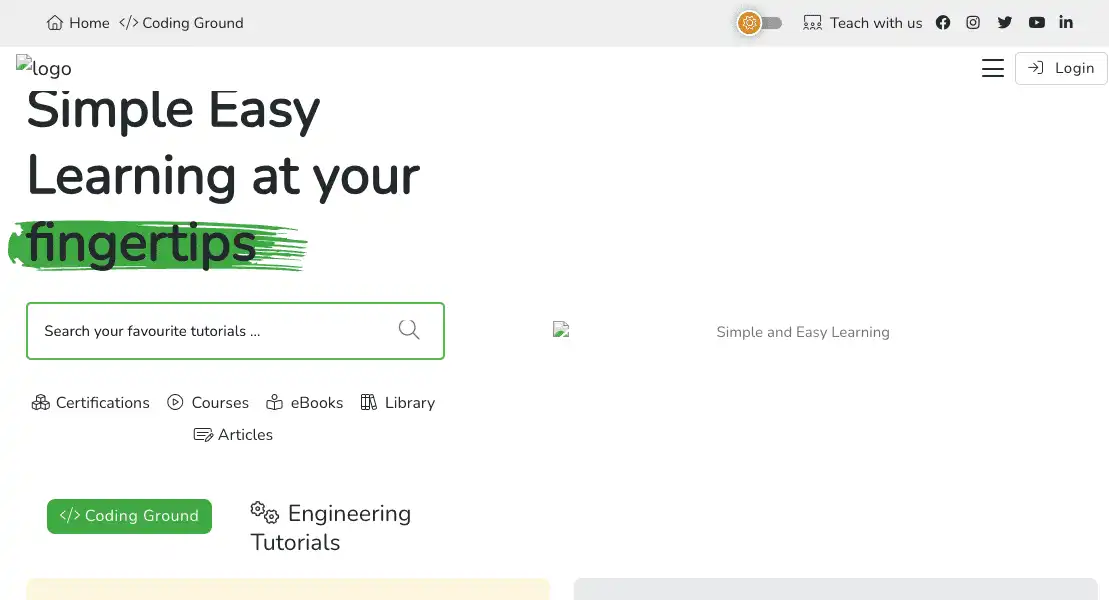 Home </> Coding Ground Teach with us
logo Login
Simple Easy
Learning at your
fingertips
Search your favourite tutorials ...
Simple and Easy Learning
Certifications Courses eBooks Library
Articles
</> Coding Ground
Engineering
Tutorials